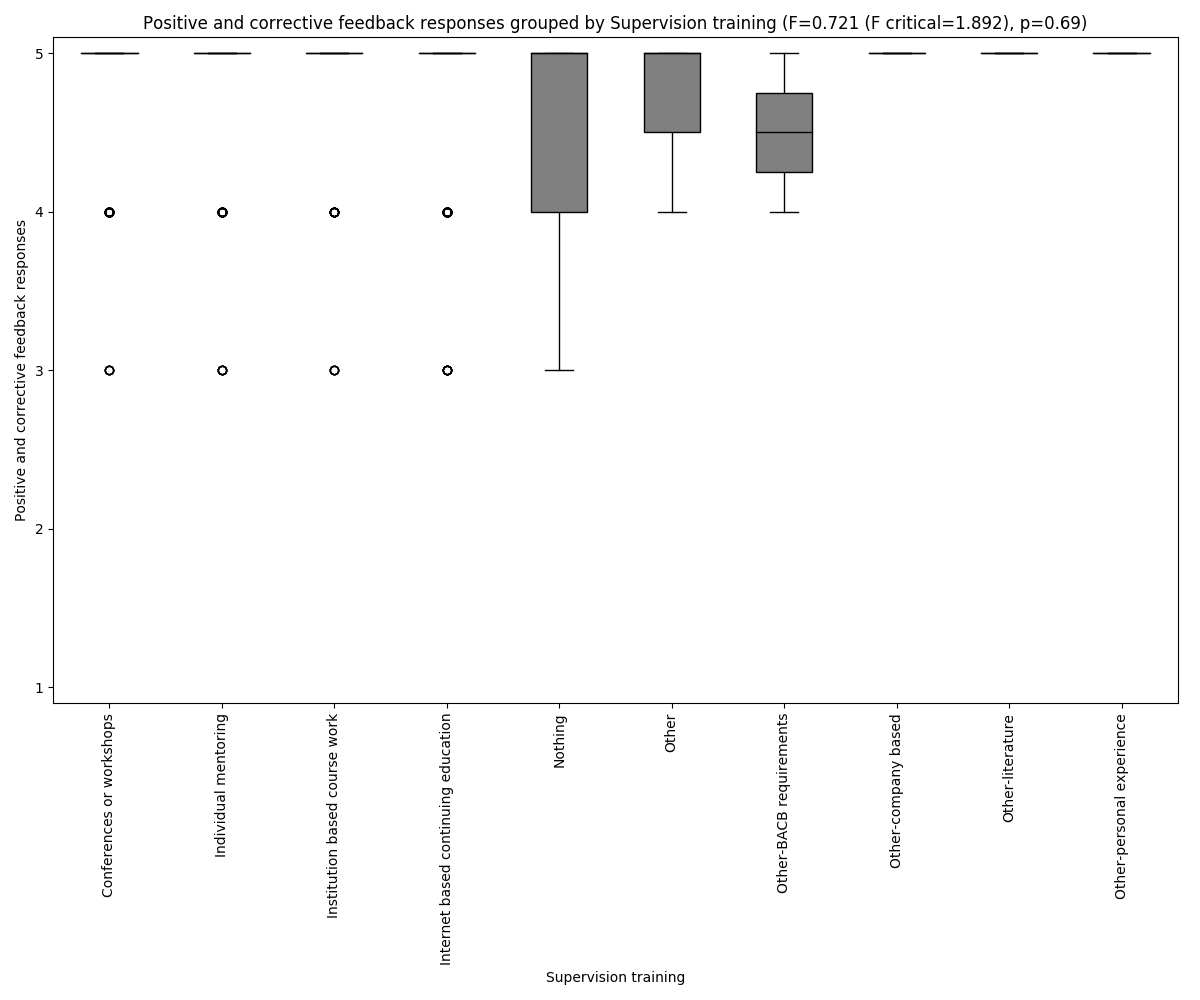 Positive and corrective feedback responses grouped by Supervision training (F=0.721 (F critical=1.892), p=0.69)
Positive and corrective feedback responses
5
4
3
2
1
Conferences or workshops
Individual mentoring
Institution based course work
Internet based continuing education
Nothing
Other
Other-BACB requirements
Other-company based
Other-literature
Other-personal experience
Supervision training